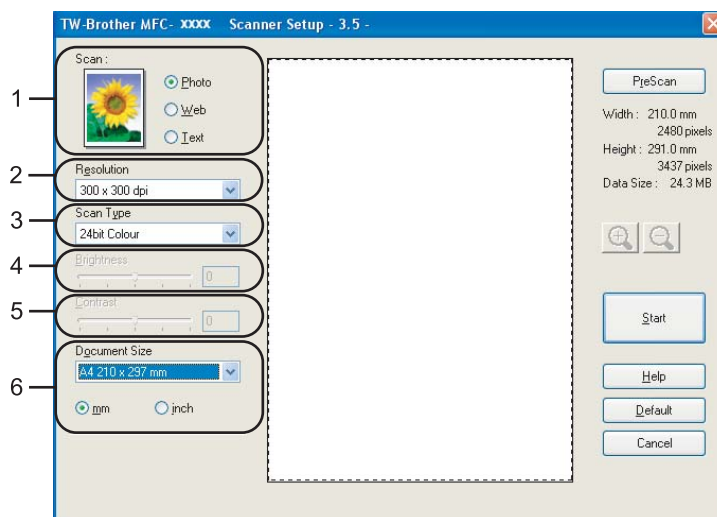 TW-Brother MFC- xxxx Scanner Setup - 3.5 -
1
Scan :
Photo
Web
Text
2
Resolution
300 x 300 dpi
3
Scan Type
24bit Colour
4
Brightness
0
5
Contrast
0
6
Document Size
A4 210 x 297 mm
mm
inch
PreScan
Width : 210.0 mm
2480 pixels
Height : 291.0 mm
3437 pixels
Data Size : 24.3 MB
Start
Help
Default
Cancel